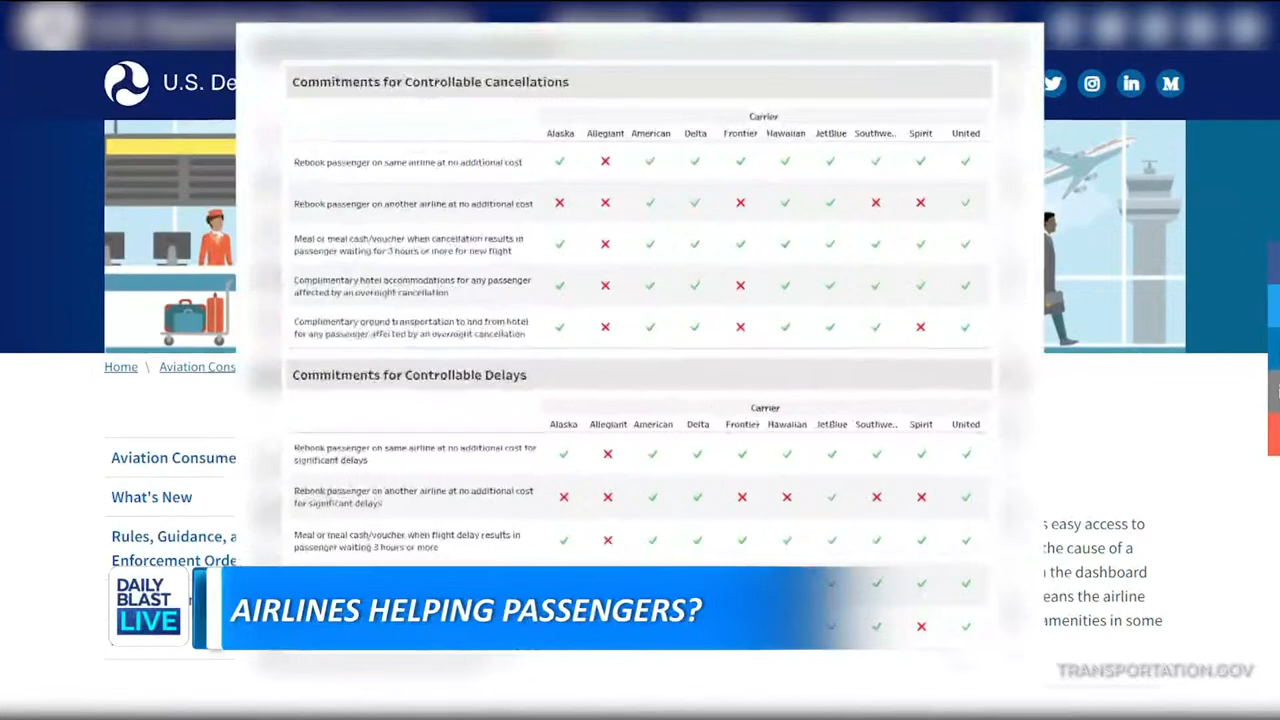 U.S. De
Commitments for Controllable Cancellations
Carrier
Alaska Allegiant American Delta Frontier Hawaiian JetBlue Southwe.. Spirit United
Rebook passenger on same airline at no additional cost ✓ ✗ ✓ ✓ ✓ ✓ ✓ ✓ ✓ ✓
Rebook passenger on another airline at no additional cost ✗ ✗ ✓ ✓ ✗ ✓ ✓ ✗ ✗ ✓
Meal or meal cash/voucher when cancellation results in
passenger waiting for 3 hours or more for new flight ✓ ✗ ✓ ✓ ✓ ✓ ✓ ✓ ✓ ✓
Complimentary hotel accommodations for any passenger
affected by an overnight cancellation ✓ ✗ ✓ ✓ ✗ ✓ ✓ ✓ ✓ ✓
Complimentary ground transportation to and from hotel
for any passenger affected by an overnight cancellation ✓ ✗ ✓ ✓ ✗ ✓ ✓ ✓ ✗ ✓
Home \ Aviation Cons
Commitments for Controllable Delays
Carrier
Alaska Allegiant American Delta Frontier Hawaiian JetBlue Southwe.. Spirit United
Rebook passenger on same airline at no additional cost for
significant delays ✓ ✗ ✓ ✓ ✓ ✓ ✓ ✓ ✓ ✓
Rebook passenger on another airline at no additional cost
for significant delays ✗ ✗ ✓ ✓ ✗ ✗ ✓ ✗ ✗ ✓
Meal or meal cash/voucher when flight delay results in
passenger waiting 3 hours or more ✓ ✗ ✓ ✓ ✓ ✓ ✓ ✓ ✓ ✓
✓ ✓ ✓ ✓
✓ ✓ ✗ ✓
Aviation Consume
What's New
Rules, Guidance, a
Enforcement Orde
s easy access to
the cause of a
the dashboard
eans the airline
amenities in some
DAILY
BLAST
LIVE
AIRLINES HELPING PASSENGERS?
TRANSPORTATION.GOV